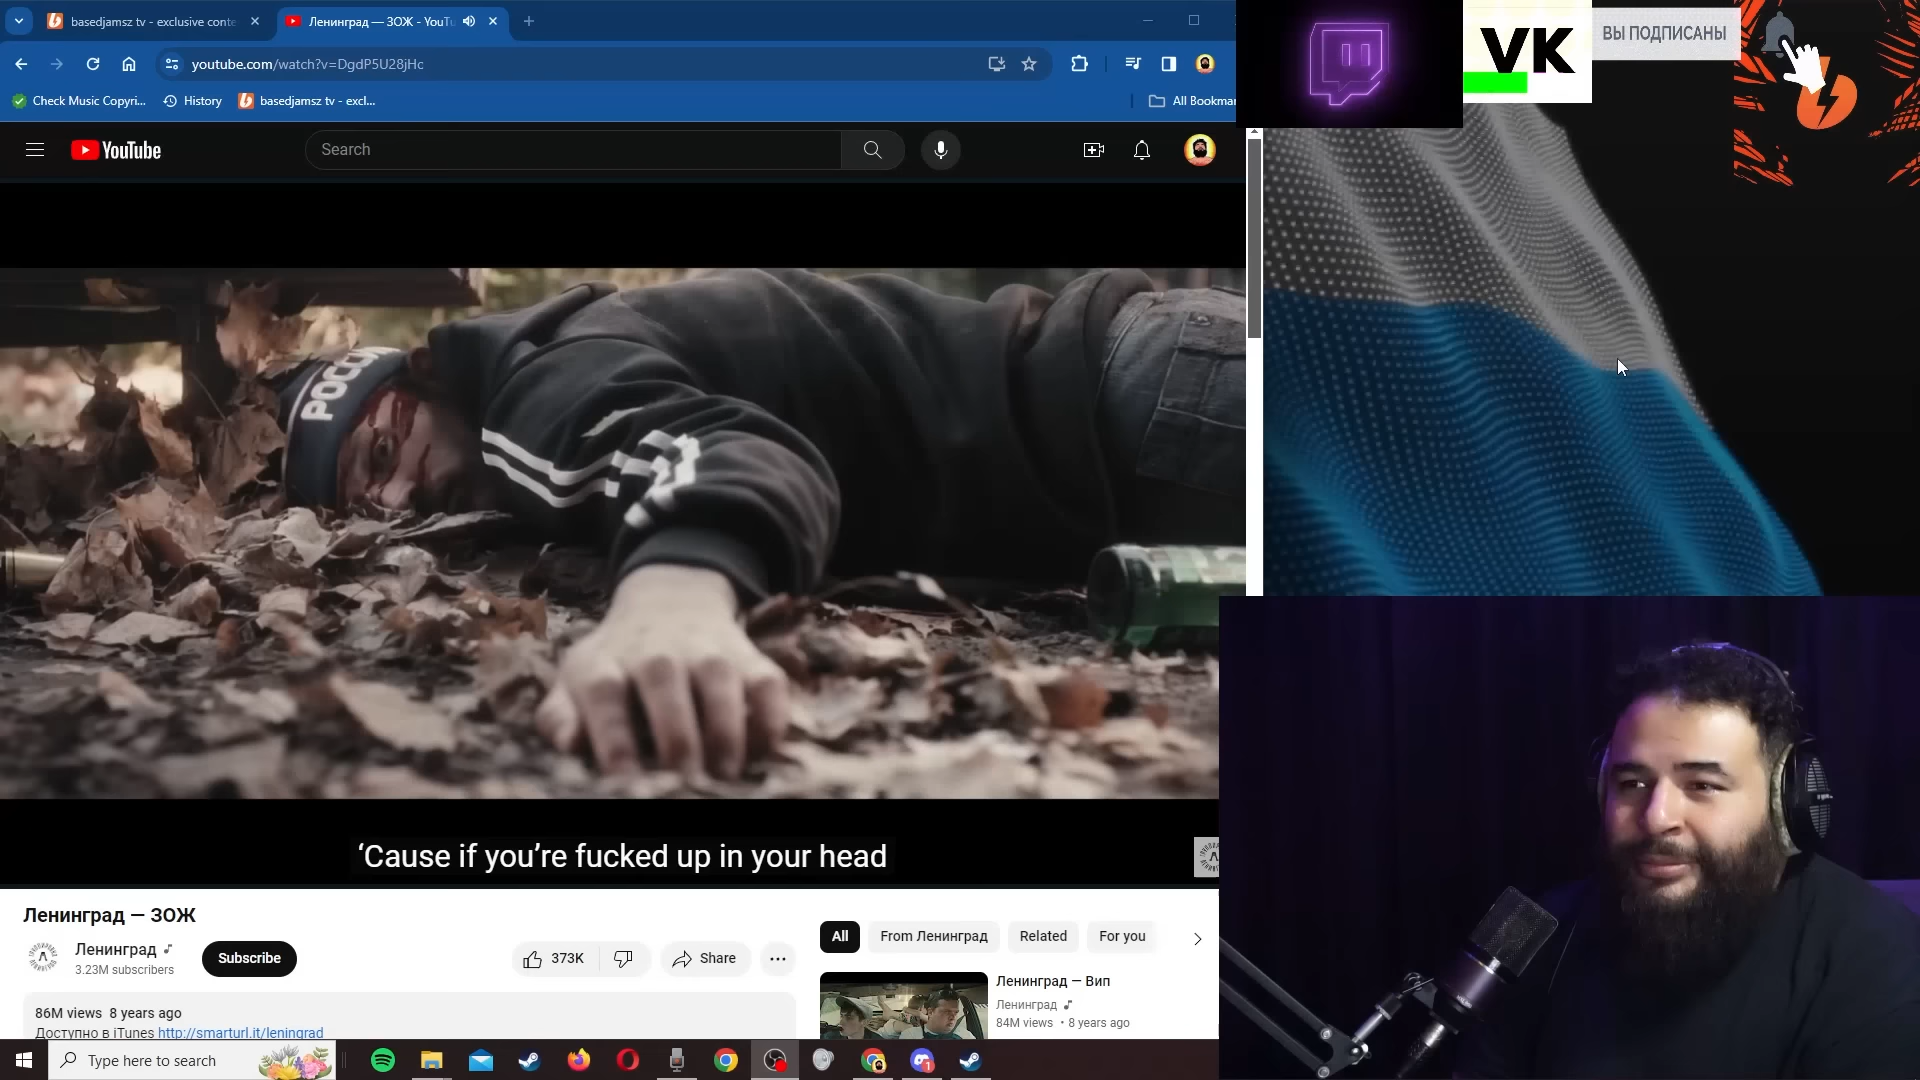 basedjamsz tv - exclusive conte
Ленинград — ЗОЖ - YouTu
youtube.com/watch?v=DgdP5U28jHc
Check Music Copyri...
History
basedjamsz tv - excl...
All Bookmar
YouTube
Search
VK
ВЫ ПОДПИСАНЫ
РОССИЯ
‘Cause if you’re fucked up in your head
Ленинград — ЗОЖ
Ленинград
3.23M subscribers
Subscribe
373K
Share
All
From Ленинград
Related
For you
86M views 8 years ago
Доступно в iTunes http://smarturl.it/leningrad
Ленинград — Вип
Ленинград
84M views • 8 years ago
Type here to search
1